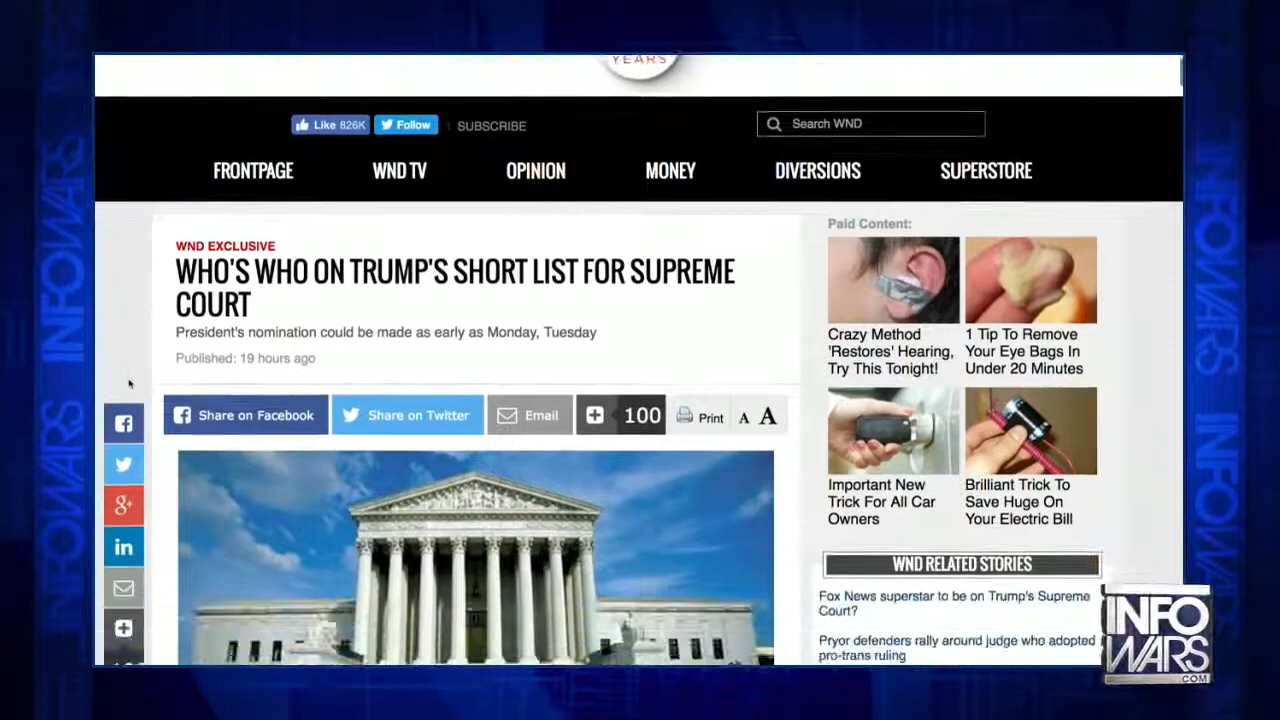 YEARS
Like 826K
Follow
SUBSCRIBE
Search WND
FRONTPAGE
WND TV
OPINION
MONEY
DIVERSIONS
SUPERSTORE
WND EXCLUSIVE
WHO'S WHO ON TRUMP'S SHORT LIST FOR SUPREME
COURT
President's nomination could be made as early as Monday, Tuesday
Published: 19 hours ago
Share on Facebook
Share on Twitter
Email
100
Print
A A
Paid Content:
Crazy Method
'Restores' Hearing,
Try This Tonight!
1 Tip To Remove
Your Eye Bags In
Under 20 Minutes
Important New
Trick For All Car
Owners
Brilliant Trick To
Save Huge On
Your Electric Bill
WND RELATED STORIES
Fox News superstar to be on Trump's Supreme
Court?
Pryor defenders rally around judge who adopted
pro-trans ruling
INFO
WARS
.COM
INFOWARS
INFOWARS
INFOWARS
INFOWARS